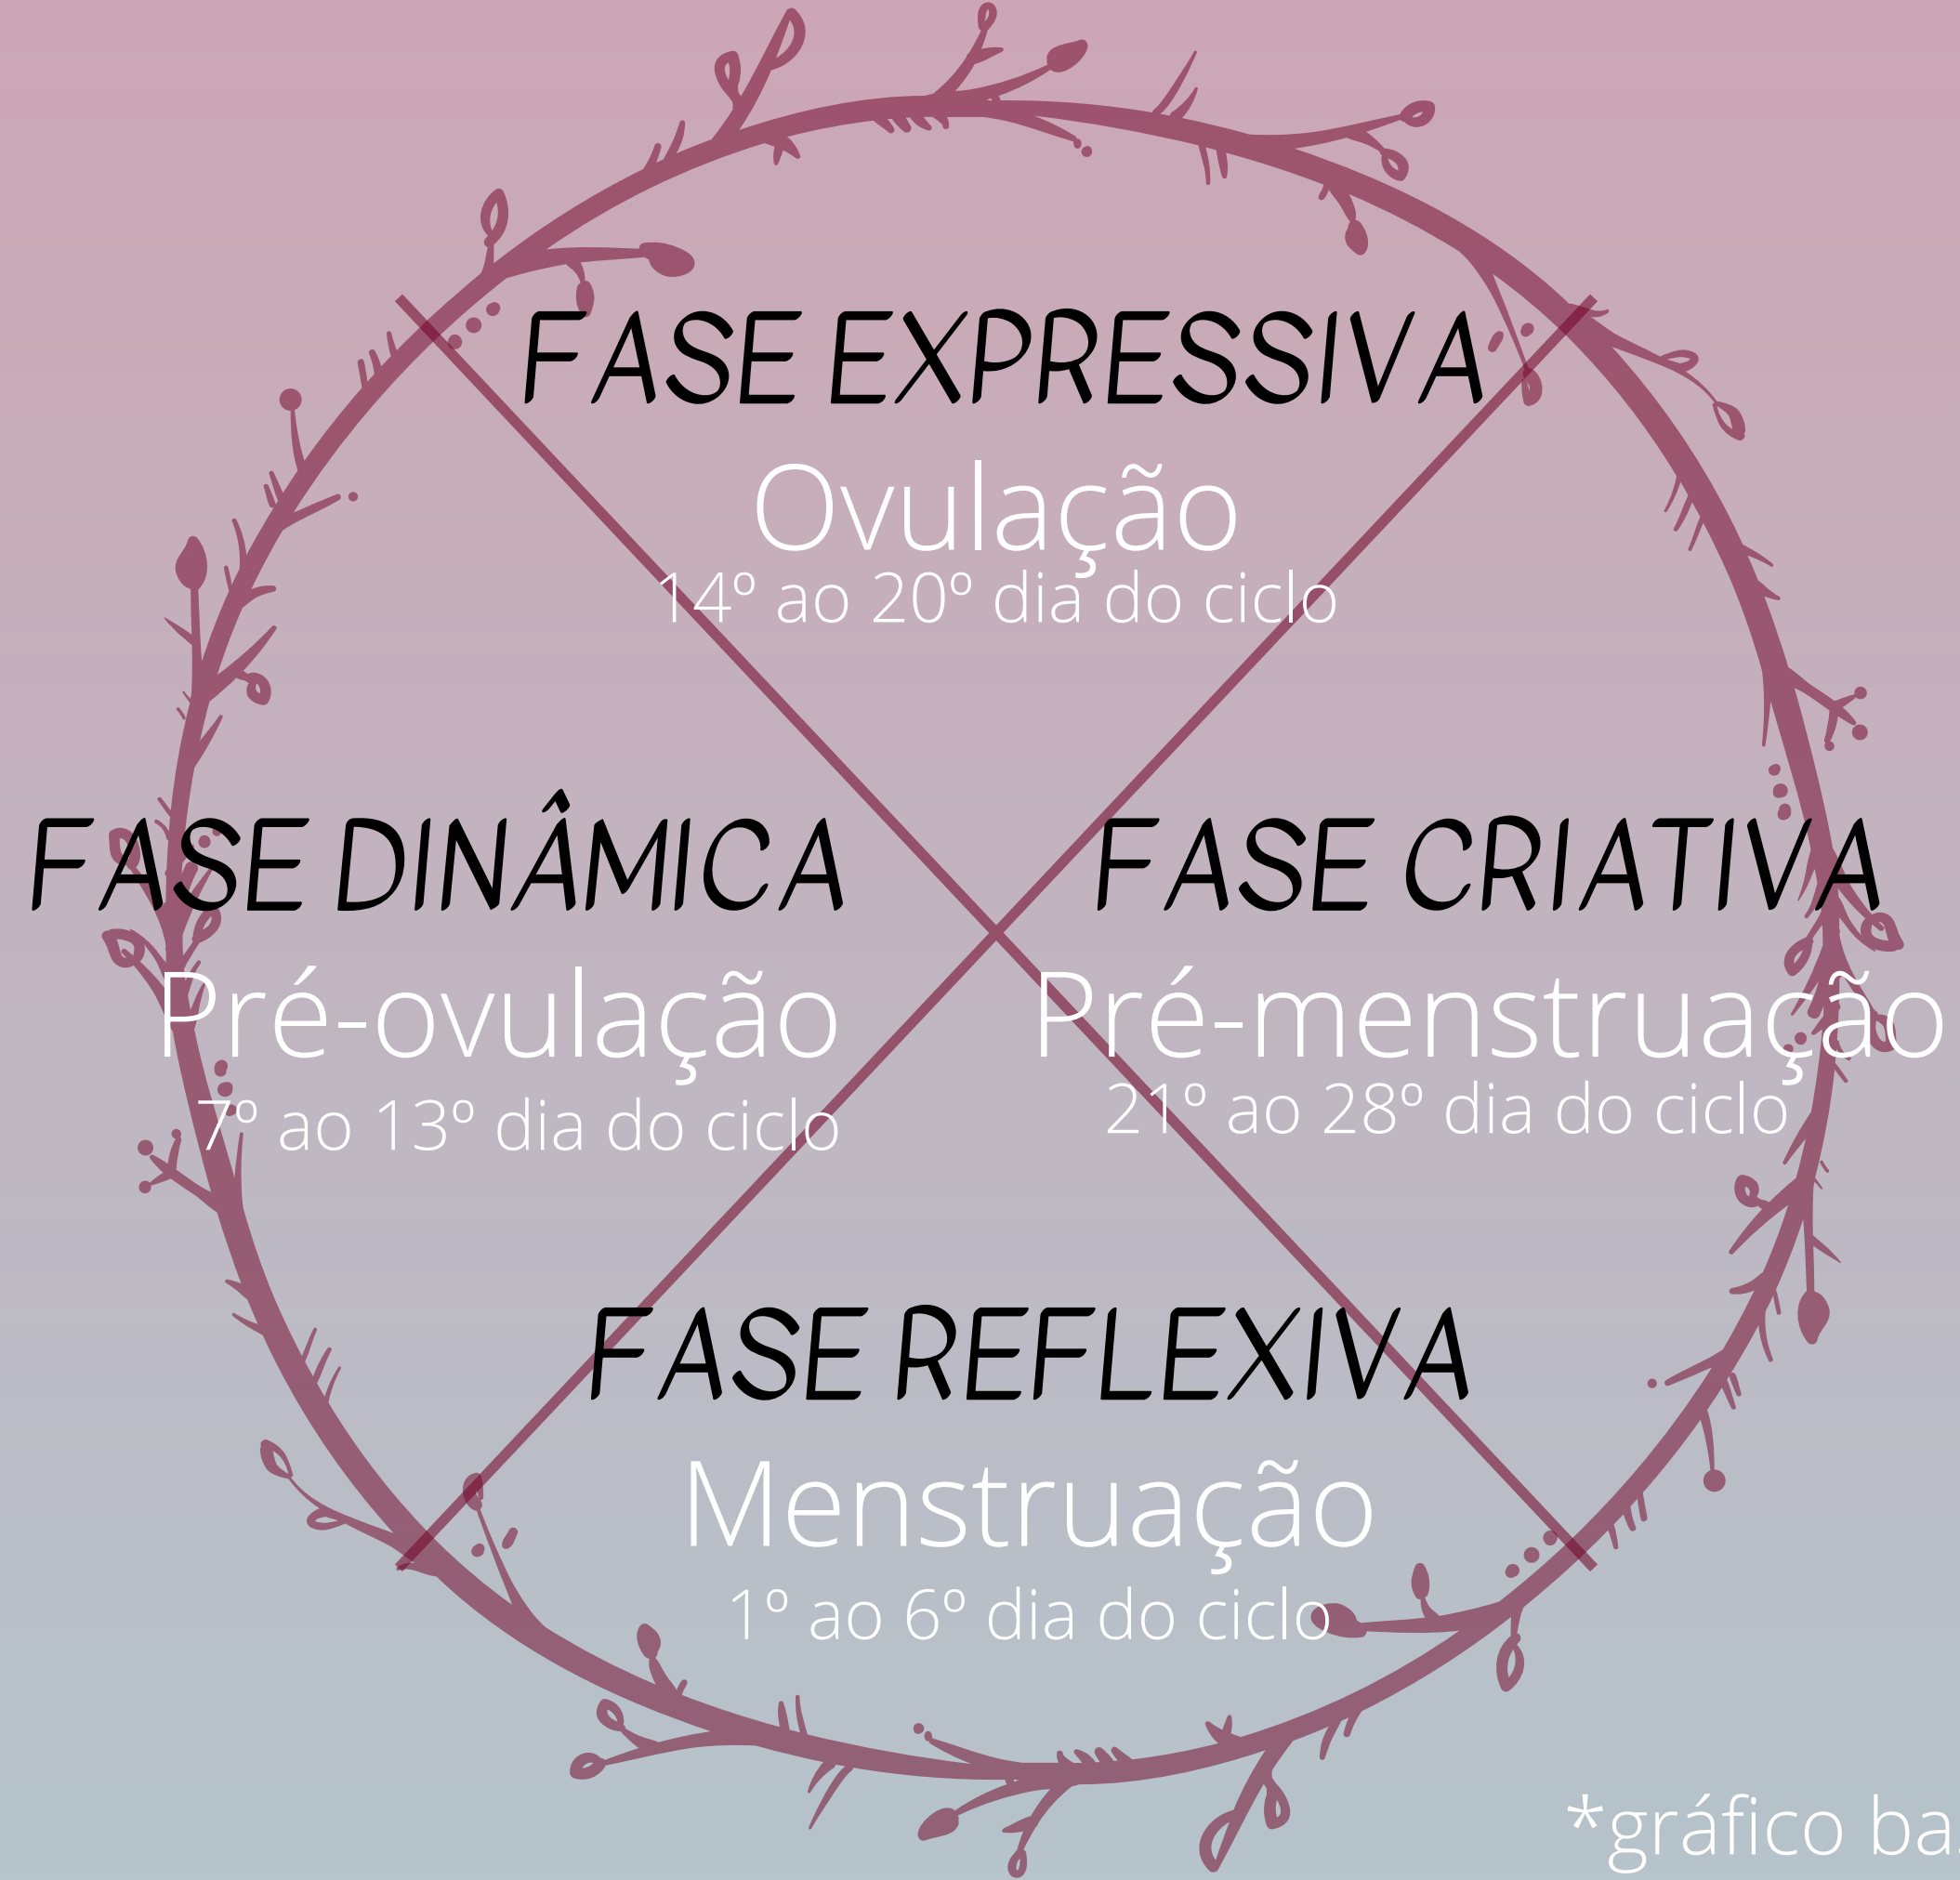 FASE EXPRESSIVA
Ovulação
14º ao 20º dia do ciclo
FASE DINÂMICA
Pré-ovulação
7º ao 13º dia do ciclo
FASE CRIATIVA
Pré-menstruação
21º ao 28º dia do ciclo
FASE REFLEXIVA
Menstruação
1º ao 6º dia do ciclo
*gráfico